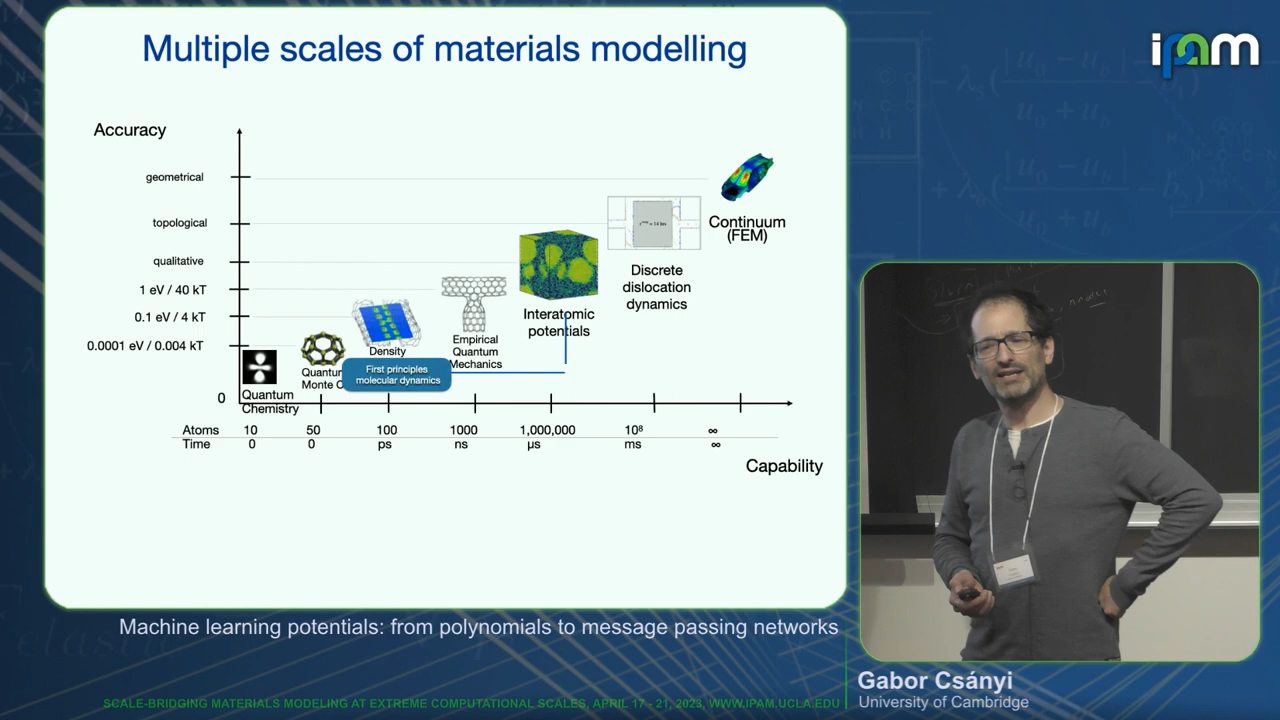 Multiple scales of materials modelling
ipam
Accuracy
geometrical
topological
qualitative
1 eV / 40 kT
0.1 eV / 4 kT
0.0001 eV / 0.004 kT
0
Continuum
(FEM)
Discrete
dislocation
dynamics
Interatomic
potentials
Empirical
Quantum
Mechanics
Density
First principles
molecular dynamics
Quantum
Monte C
Quantum
Chemistry
Atoms 10 50 100 1000 1,000,000 10⁸ ∞
Time 0 0 ps ns µs ms ∞
Capability
Machine learning potentials: from polynomials to message passing networks
Gabor Csányi
University of Cambridge
SCALE-BRIDGING MATERIALS MODELING AT EXTREME COMPUTATIONAL SCALES, APRIL 17 - 21, 2023, WWW.IPAM.UCLA.EDU